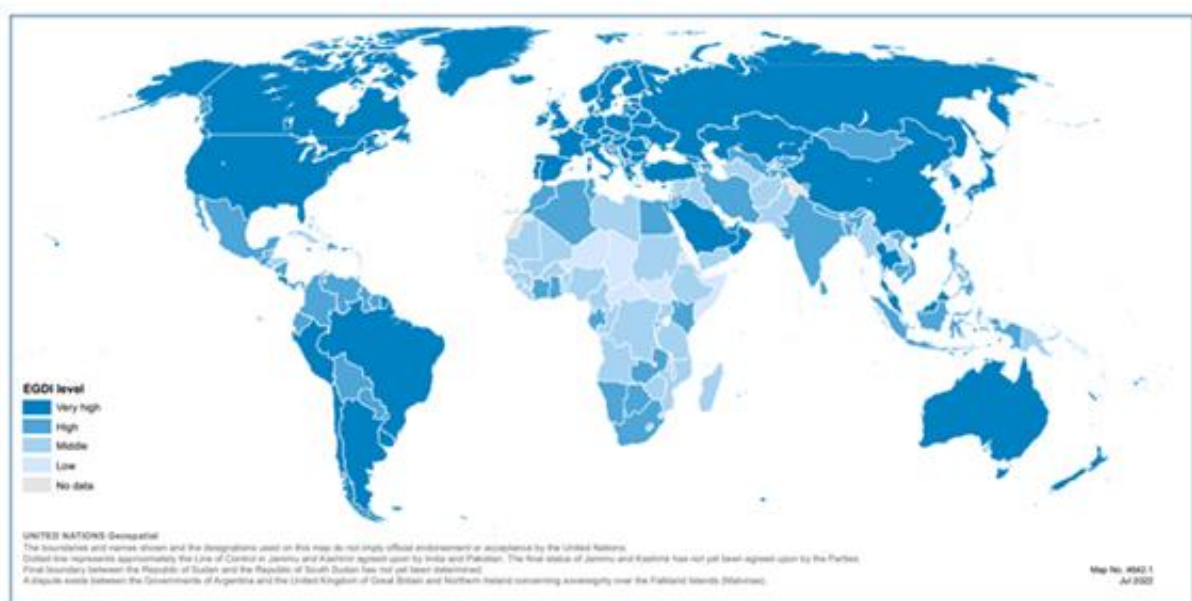 EGDI level
Very high
High
Middle
Low
No data
UNITED NATIONS Geospatial
The boundaries and names shown and the designations used on this map do not imply official endorsement or acceptance by the United Nations.
Dotted line represents approximately the Line of Control in Jammu and Kashmir agreed upon by India and Pakistan. The final status of Jammu and Kashmir has not yet been agreed upon by the Parties.
Final boundary between the Republic of Sudan and the Republic of South Sudan has not yet been determined.
A dispute exists between the Governments of Argentina and the United Kingdom of Great Britain and Northern Ireland concerning sovereignty over the Falkland Islands (Malvinas).
Map No. 4642.1
Jul 2022